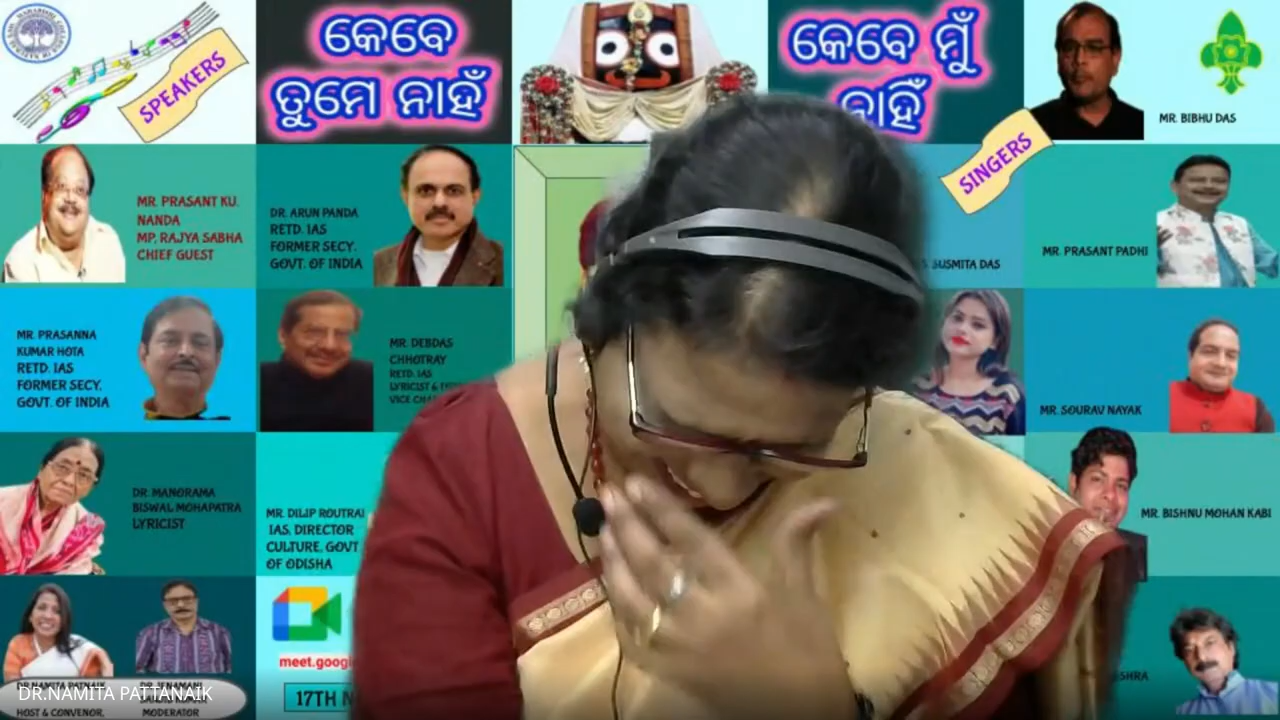 SPEAKERS
କେବେ
ତୁମେ ନାହଁ
କେବେ ମୁଁ
ନାହିଁ
MR. BIBHU DAS
SINGERS
MR. PRASANT KU.
NANDA
MP, RAJYA SABHA
CHIEF GUEST
DR. ARUN PANDA
RETD. IAS
FORMER SECY.
GOVT. OF INDIA
SUSMITA DAS
MR. PRASANT PADHI
MR. PRASANNA
KUMAR HOTA
RETD. IAS
FORMER SECY.
GOVT. OF INDIA
MR. DEBDAS
CHHOTRAY
RETD. IAS
LYRICIST &
VICE
MR. SOURAV NAYAK
DR. MANORAMA
BISWAL MOHAPATRA
LYRICIST
MR. DILIP ROUTRAI
IAS, DIRECTOR
CULTURE, GOVT
OF ODISHA
MR. BISHNU MOHAN KABI
meet.google
17TH
DR.NAMITA PATTANAIK
HOST & CONVENOR,
MODERATOR